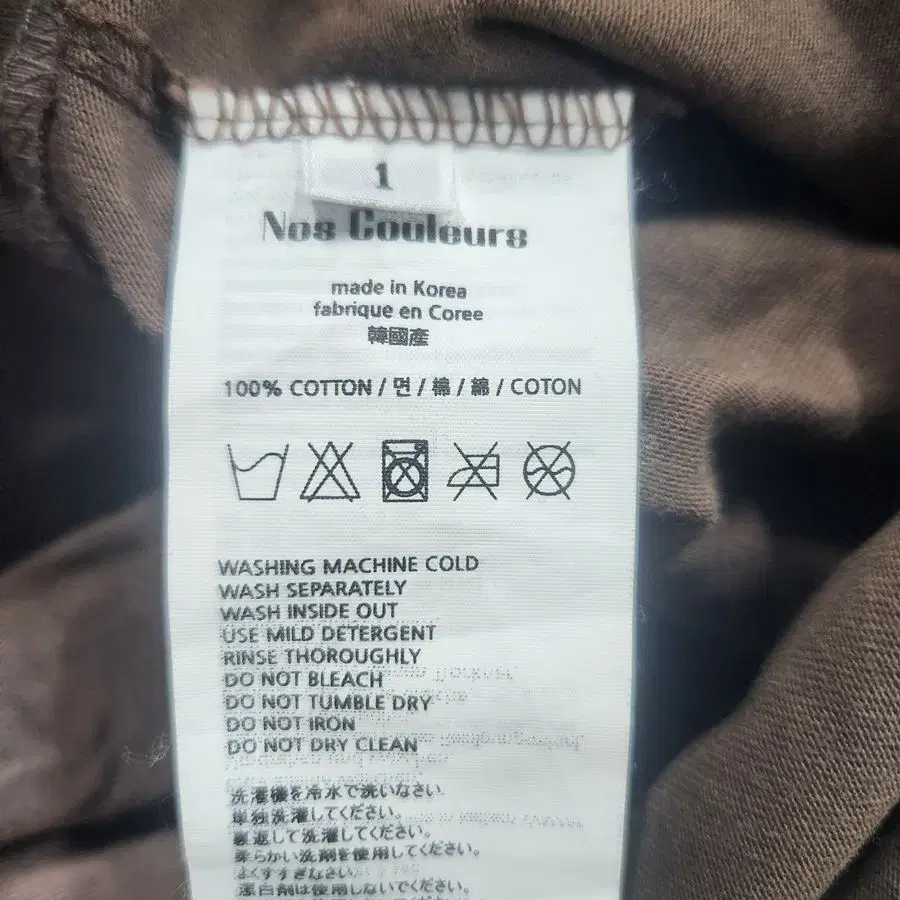 1
Nos Couleurs
made in Korea
fabrique en Coree
韓國産
100% COTTON / 면 / 棉 / 綿 / COTON
WASHING MACHINE COLD
WASH SEPARATELY
WASH INSIDE OUT
USE MILD DETERGENT
RINSE THOROUGHLY
DO NOT BLEACH
DO NOT TUMBLE DRY
DO NOT IRON
DO NOT DRY CLEAN
洗濯機を冷水で洗いなさい.
単独洗濯してください。
裏返して洗濯してください。
柔らかい洗剤を使用してください。
よくすすぎなさい.
漂白剤は使用しないでください。